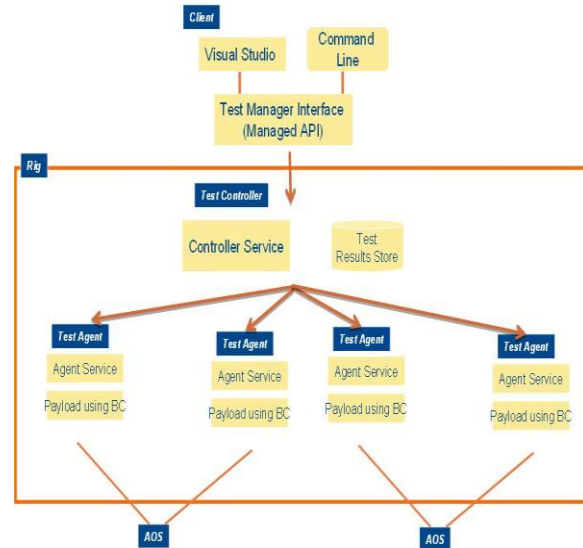 Client
Visual Studio
Command
Line
Test Manager Interface
(Managed API)
Rig
Test Controller
Controller Service
Test
Results Store
Test Agent
Agent Service
Payload using BC
Test Agent
Agent Service
Payload using BC
Test Agent
Agent Service
Payload using BC
Test Agent
Agent Service
Payload using BC
AOS
AOS